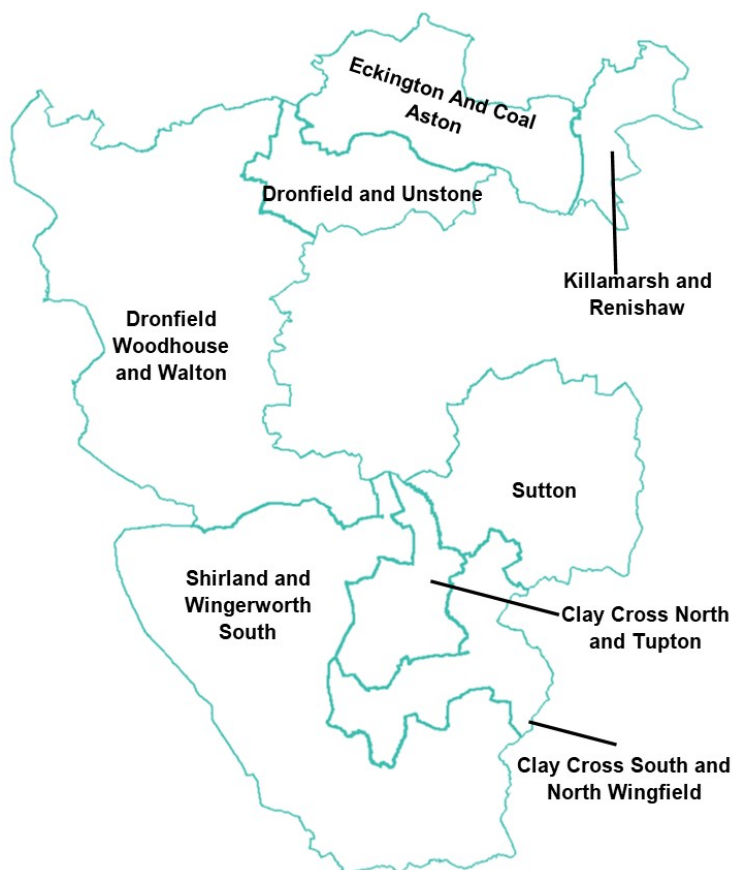 Eckington And Coal
Aston
Dronfield and Unstone
Killamarsh and
Renishaw
Dronfield
Woodhouse
and Walton
Sutton
Shirland and
Wingerworth
South
Clay Cross North
and Tupton
Clay Cross South and
North Wingfield